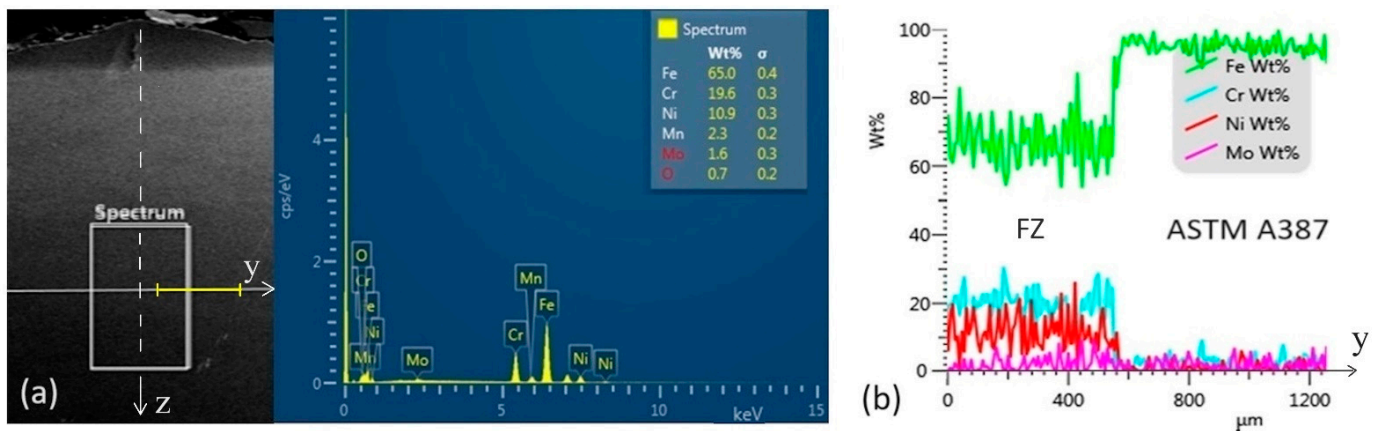 Spectrum
y
z
(a)
cps/eV
4
2
0
Spectrum
Wt% σ
Fe 65.0 0.4
Cr 19.6 0.3
Ni 10.9 0.3
Mn 2.3 0.2
Mo 1.6 0.3
O 0.7 0.2
O
Cr
Fe
Ni
Mn
Mo
Cr
Mn
Fe
Ni
Ni
0 5 10 15
keV
Wt%
100
80
60
40
20
0
Fe Wt%
Cr Wt%
Ni Wt%
Mo Wt%
FZ
ASTM A387
y
0 400 800 1200
µm
(b)